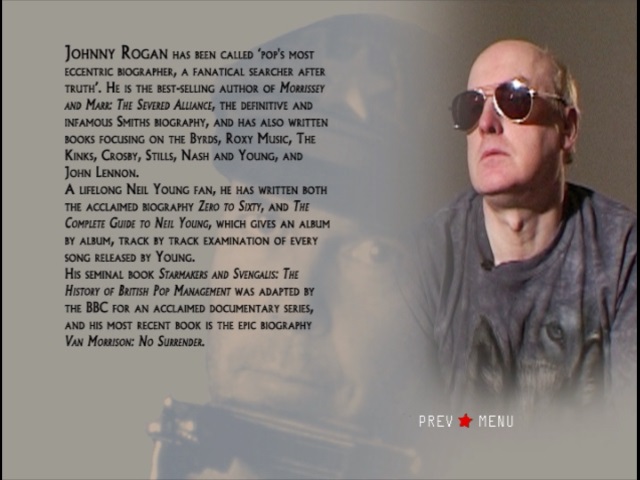 Johnny Rogan has been called 'pop's most
eccentric biographer, a fanatical searcher after
truth'. He is the best-selling author of Morrissey
and Marr: The Severed Alliance, the definitive and
infamous Smiths biography, and has also written
books focusing on the Byrds, Roxy Music, The
Kinks, Crosby, Stills, Nash and Young, and
John Lennon.
A lifelong Neil Young fan, he has written both
the acclaimed biography Zero to Sixty, and The
Complete Guide to Neil Young, which gives an album
by album, track by track examination of every
song released by Young.
His seminal book Starmakers and Svengalis: The
History of British Pop Management was adapted by
the BBC for an acclaimed documentary series,
and his most recent book is the epic biography
Van Morrison: No Surrender.
PREV ★ MENU